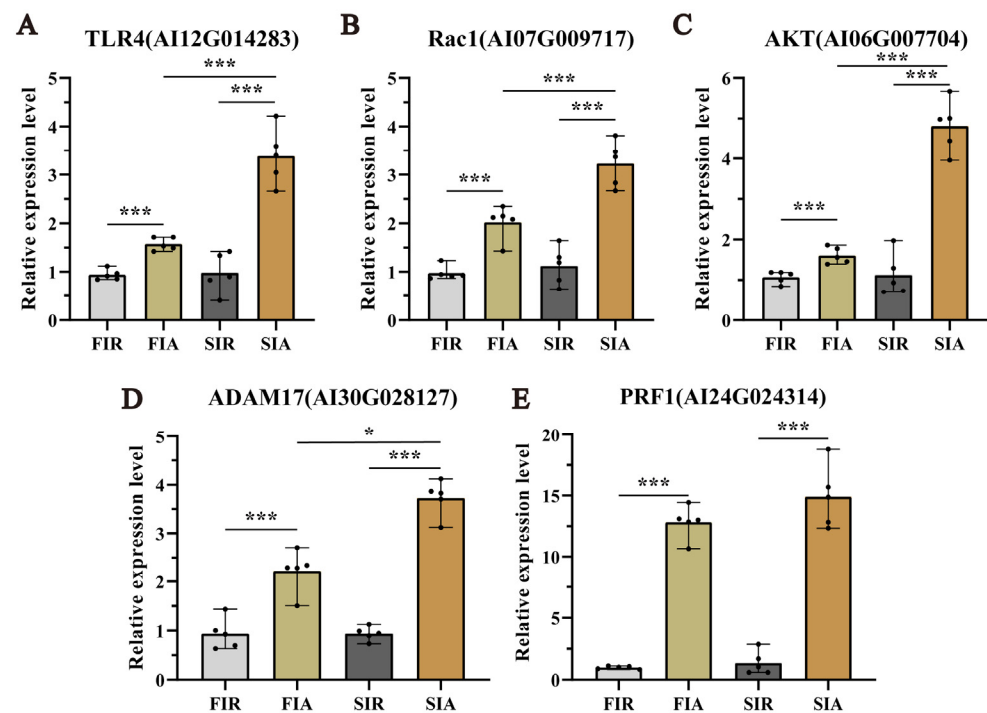 A
TLR4(AI12G014283)
Relative expression level
5
4
3
2
1
0
***
***
***
FIR FIA SIR SIA
B
Rac1(AI07G009717)
Relative expression level
5
4
3
2
1
0
***
***
***
FIR FIA SIR SIA
C
AKT(AI06G007704)
Relative expression level
6
4
2
0
***
***
***
FIR FIA SIR SIA
D
ADAM17(AI30G028127)
Relative expression level
5
4
3
2
1
0
*
***
***
FIR FIA SIR SIA
E
PRF1(AI24G024314)
Relative expression level
20
15
10
5
0
***
***
FIR FIA SIR SIA